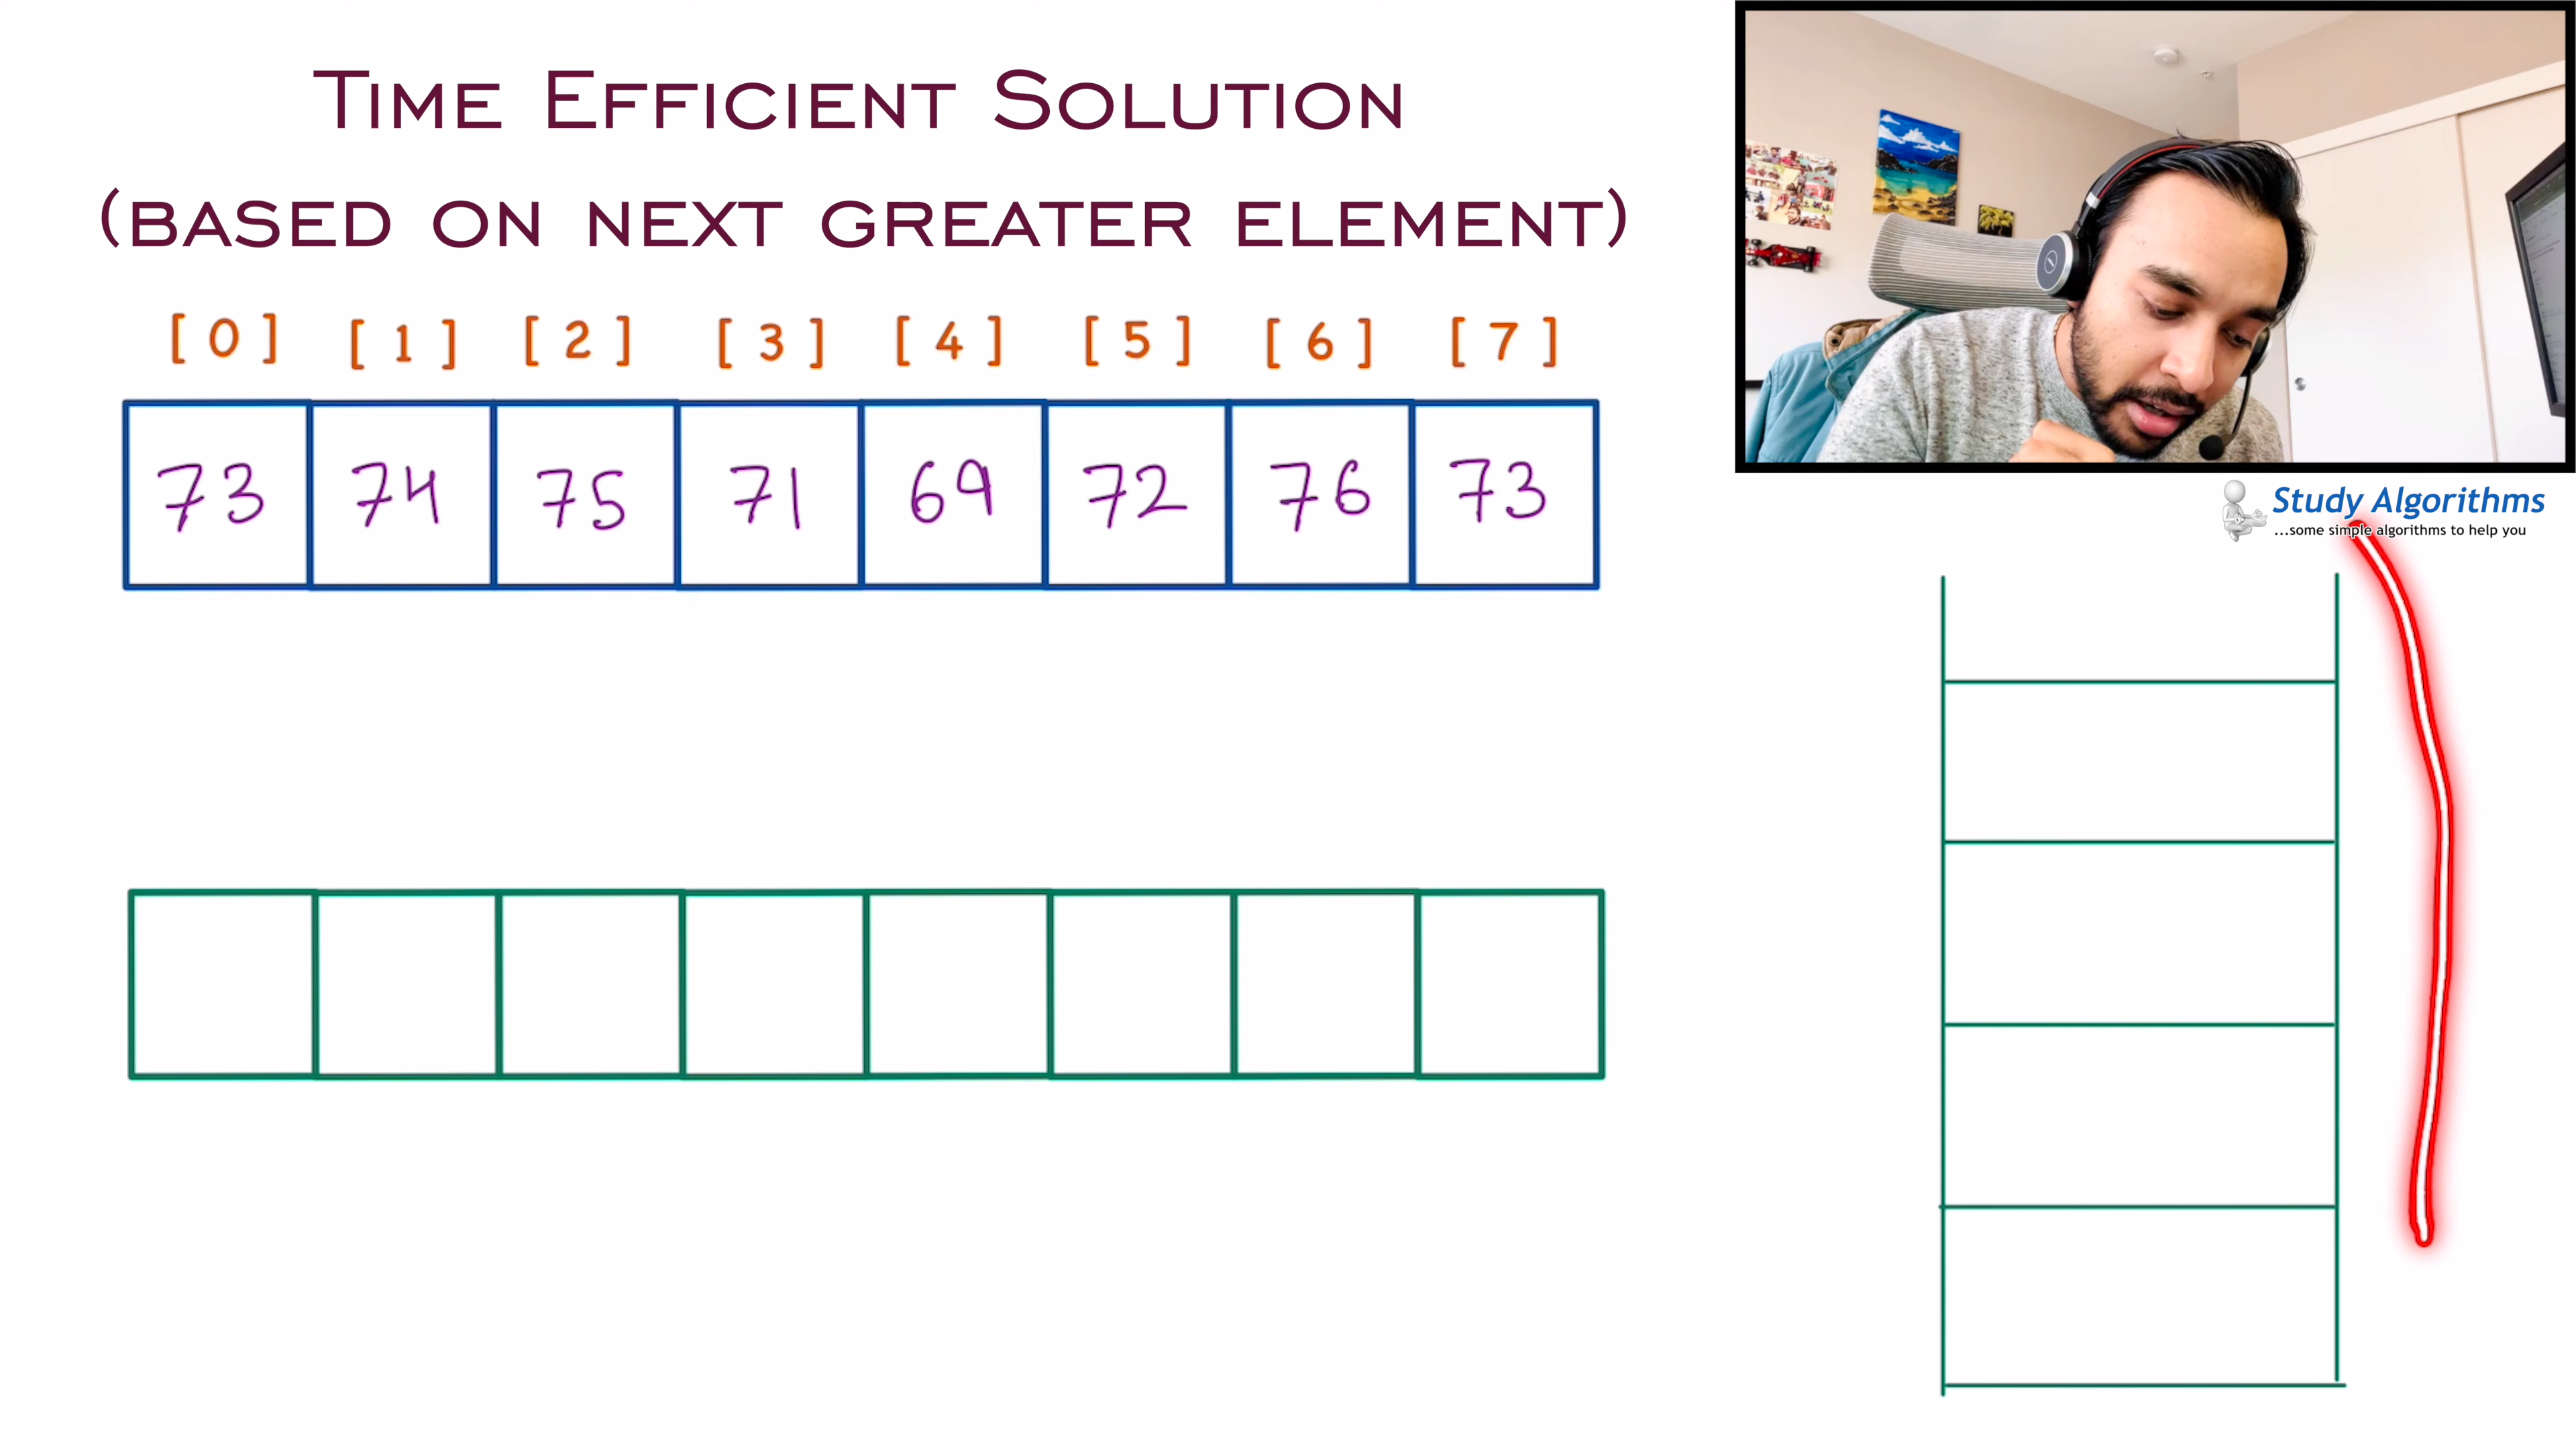 TIME EFFICIENT SOLUTION
(BASED ON NEXT GREATER ELEMENT)
[ 0 ] [ 1 ] [ 2 ] [ 3 ] [ 4 ] [ 5 ] [ 6 ] [ 7 ]
73 74 75 71 69 72 76 73
Study Algorithms
...some simple algorithms to help you